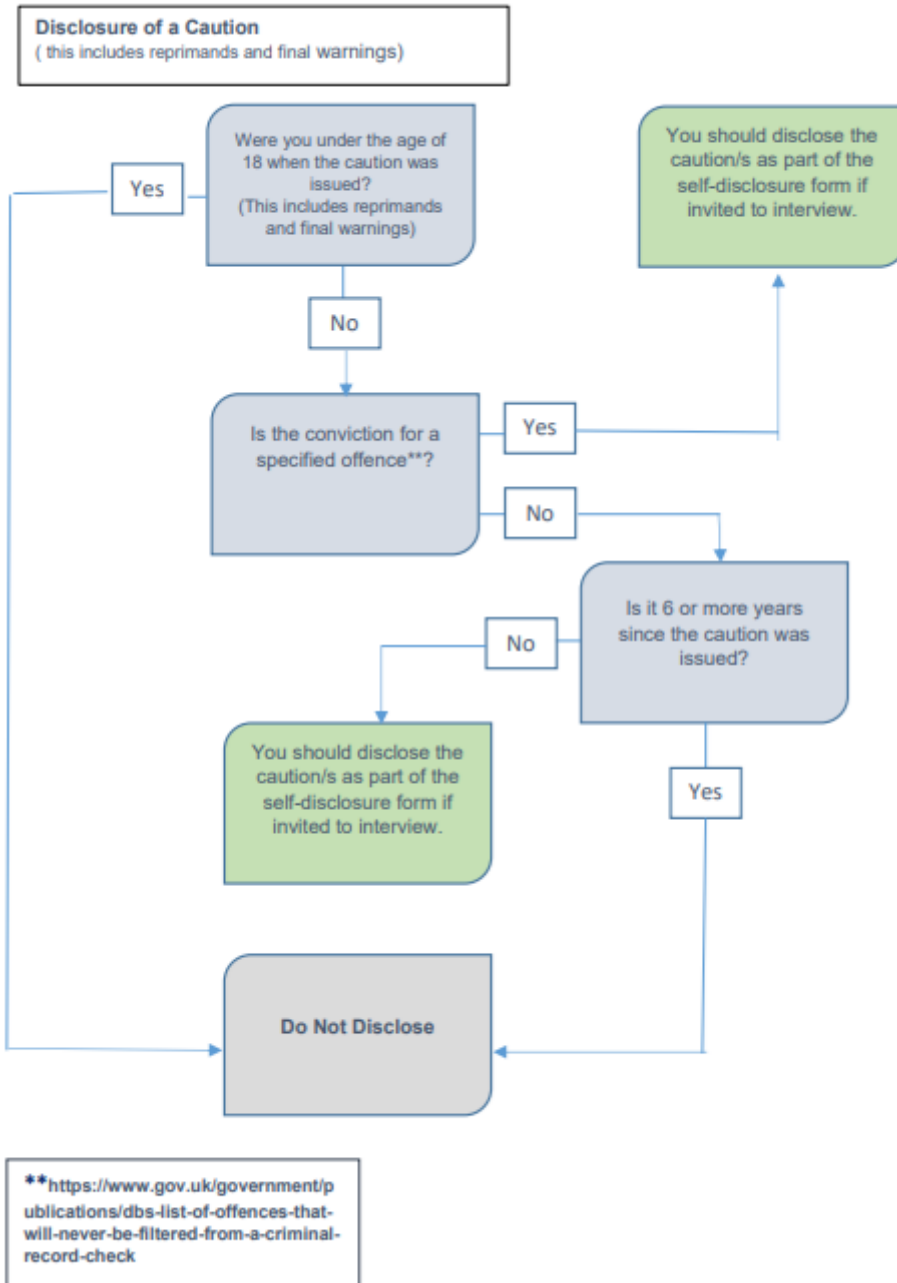 Disclosure of a Caution
( this includes reprimands and final warnings)
Were you under the age of
18 when the caution was
issued?
(This includes reprimands
and final warnings)
Yes
You should disclose the
caution/s as part of the
self-disclosure form if
invited to interview.
No
Is the conviction for a
specified offence**?
Yes
No
Is it 6 or more years
since the caution was
issued?
No
You should disclose the
caution/s as part of the
self-disclosure form if
invited to interview.
Yes
Do Not Disclose
**https://www.gov.uk/government/p
ublications/dbs-list-of-offences-that-
will-never-be-filtered-from-a-criminal-
record-check